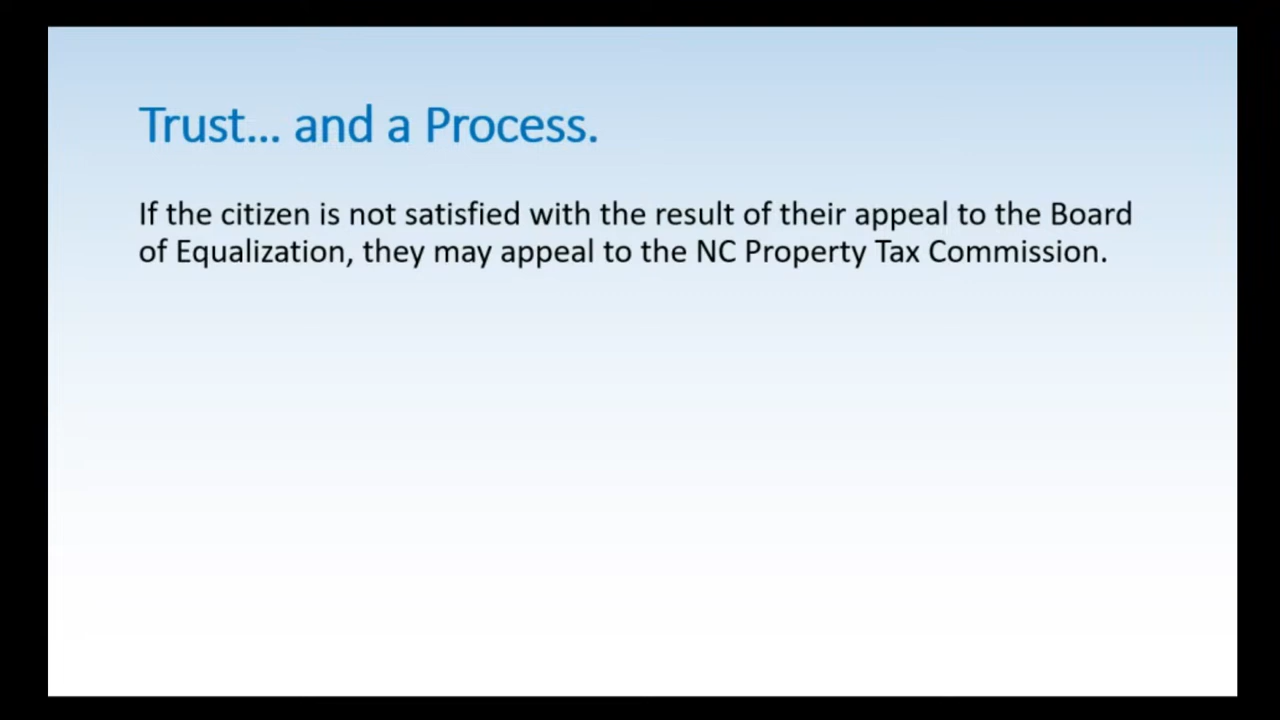 Trust... and a Process.
If the citizen is not satisfied with the result of their appeal to the Board
of Equalization, they may appeal to the NC Property Tax Commission.